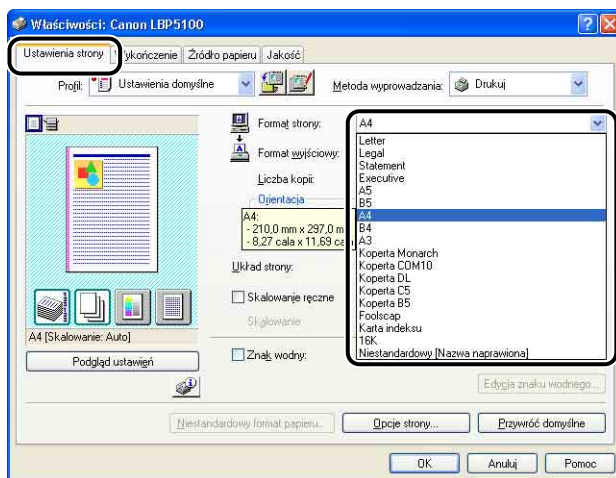 Właściwości: Canon LBP5100
Ustawienia strony Wykończenie Źródło papieru Jakość
Profil: Ustawienia domyślne Metoda wyprowadzania: Drukuj
Format strony: A4
Format wyjściowy:
Liczba kopii:
Orientacja
A4:
- 210,0 mm x 297,0 m
- 8,27 cala x 11,69 ca
Układ strony:
Skalowanie ręczne
Skalowanie
Znak wodny:
Letter
Legal
Statement
Executive
A5
B5
A4
B4
A3
Koperta Monarch
Koperta COM10
Koperta DL
Koperta C5
Koperta B5
Foolscap
Karta indeksu
16K
Niestandardowy [Nazwa naprawiona]
A4 [Skalowanie: Auto]
Podgląd ustawień
Edycja znaku wodnego...
Niestandardowy format papieru... Opcje strony... Przywróć domyślne
OK Anuluj Pomoc